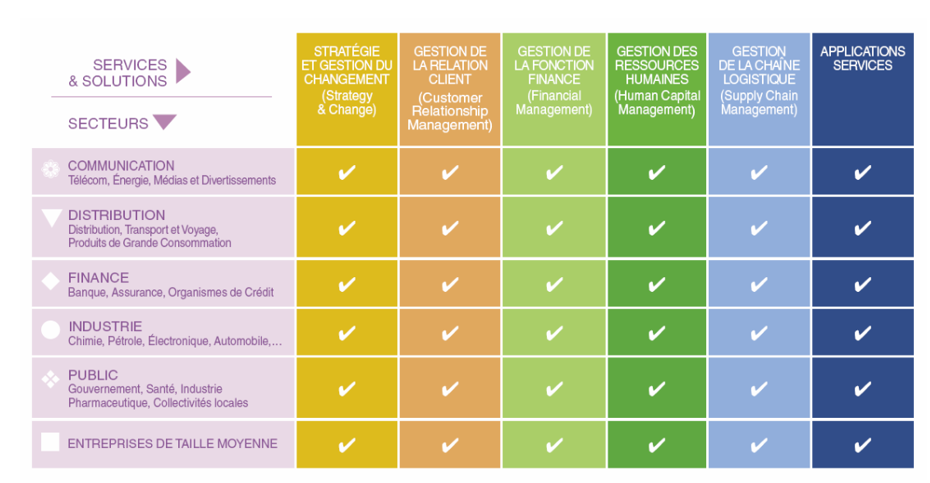 SERVICES
& SOLUTIONS
SECTEURS
STRATÉGIE
ET GESTION DU
CHANGEMENT
(Strategy
& Change)
GESTION DE
LA RELATION
CLIENT
(Customer
Relationship
Management)
GESTION DE
LA FONCTION
FINANCE
(Financial
Management)
GESTION DES
RESSOURCES
HUMAINES
(Human Capital
Management)
GESTION
DE LA CHAÎNE
LOGISTIQUE
(Supply Chain
Management)
APPLICATIONS
SERVICES
COMMUNICATION
Télécom, Énergie, Médias et Divertissements
✔ ✔ ✔ ✔ ✔ ✔
DISTRIBUTION
Distribution, Transport et Voyage,
Produits de Grande Consommation
✔ ✔ ✔ ✔ ✔ ✔
FINANCE
Banque, Assurance, Organismes de Crédit
✔ ✔ ✔ ✔ ✔ ✔
INDUSTRIE
Chimie, Pétrole, Électronique, Automobile,...
✔ ✔ ✔ ✔ ✔ ✔
PUBLIC
Gouvernement, Santé, Industrie
Pharmaceutique, Collectivités locales
✔ ✔ ✔ ✔ ✔ ✔
ENTREPRISES DE TAILLE MOYENNE
✔ ✔ ✔ ✔ ✔ ✔